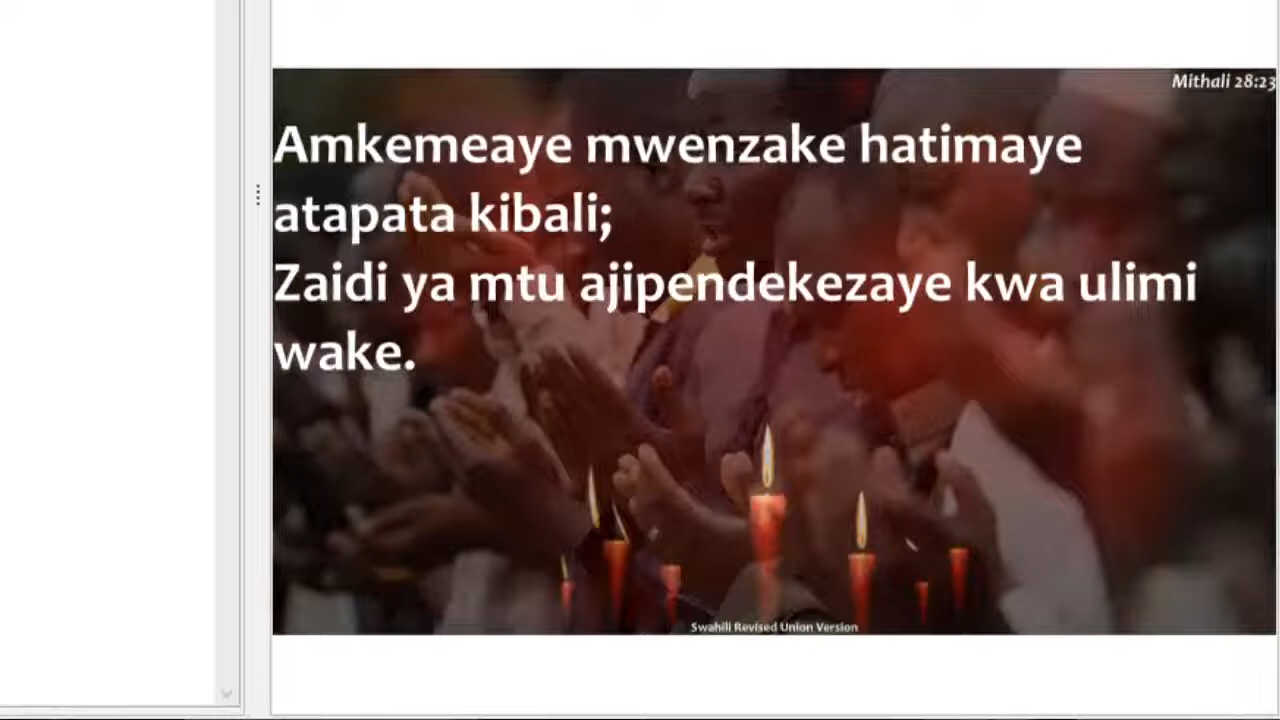 Mithali 28:23
Amkemeaye mwenzake hatimaye
atapata kibali;
Zaidi ya mtu ajipendekezaye kwa ulimi
wake.
Swahili Revised Union Version